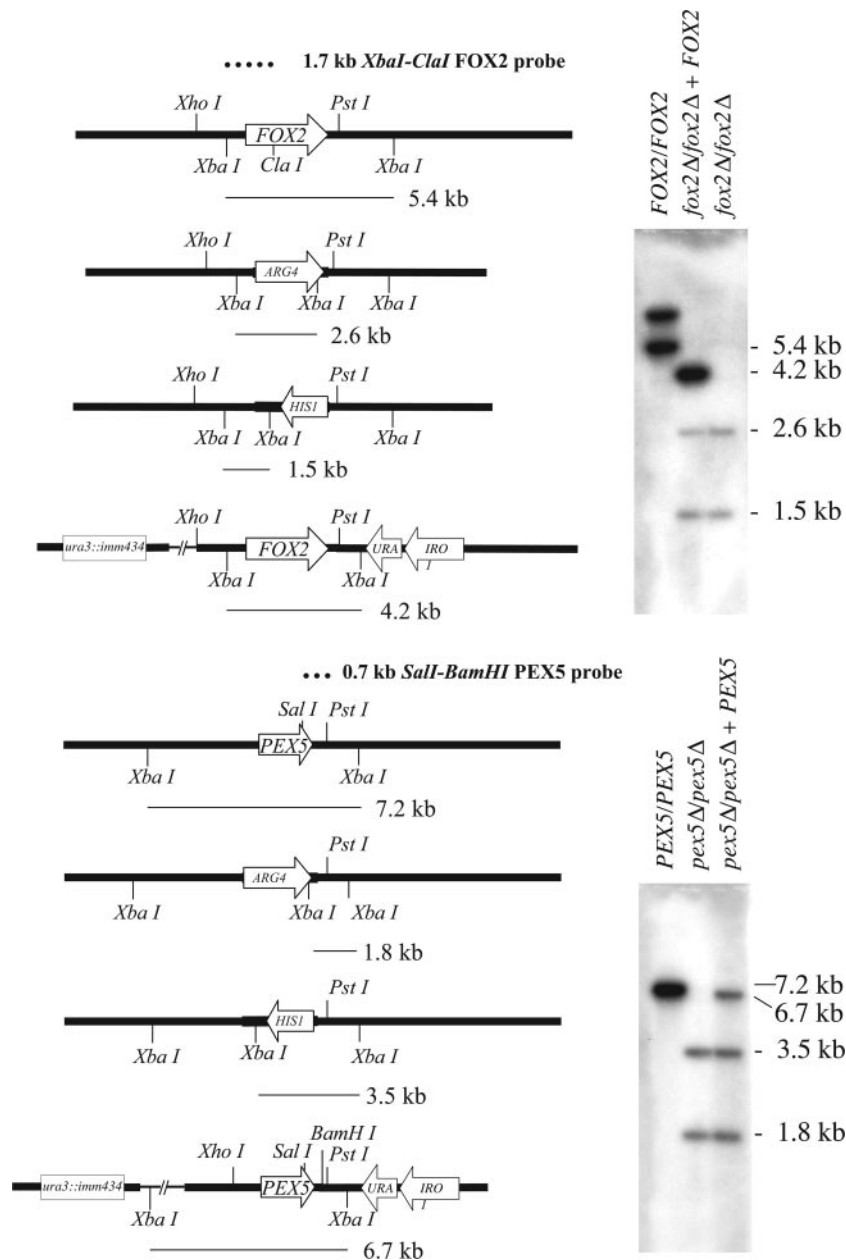 1.7 kb XbaI-ClaI FOX2 probe
Xho I
Pst I
FOX2
Xba I
Cla I
Xba I
5.4 kb
Xho I
Pst I
ARG4
Xba I
Xba I
Xba I
2.6 kb
Xho I
Pst I
HIS1
Xba I
Xba I
Xba I
1.5 kb
Xho I
Pst I
ura3::imm434
FOX2
URA
IRO
Xba I
Xba I
4.2 kb
FOX2/FOX2
fox2Δ/fox2Δ + FOX2
fox2Δ/fox2Δ
- 5.4 kb
- 4.2 kb
- 2.6 kb
- 1.5 kb
0.7 kb SalI-BamHI PEX5 probe
Sal I
Pst I
PEX5
Xba I
Xba I
7.2 kb
Pst I
ARG4
Xba I
Xba I
Xba I
1.8 kb
Pst I
HIS1
Xba I
Xba I
Xba I
3.5 kb
BamH I
Xho I
Sal I
Pst I
ura3::imm434
PEX5
URA
IRO
Xba I
Xba I
6.7 kb
PEX5/PEX5
pex5Δ/pex5Δ
pex5Δ/pex5Δ + PEX5
7.2 kb
6.7 kb
- 3.5 kb
- 1.8 kb